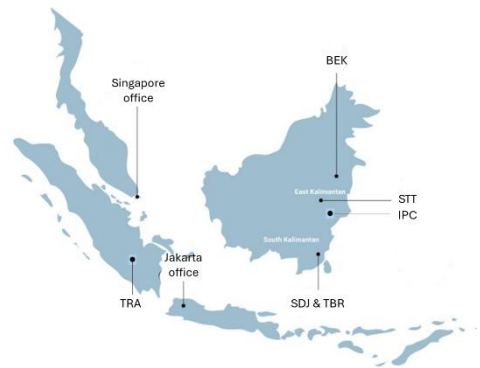 BEK
Singapore
office
East Kalimantan
STT
IPC
South Kalimantan
Jakarta
office
TRA
SDJ & TBR